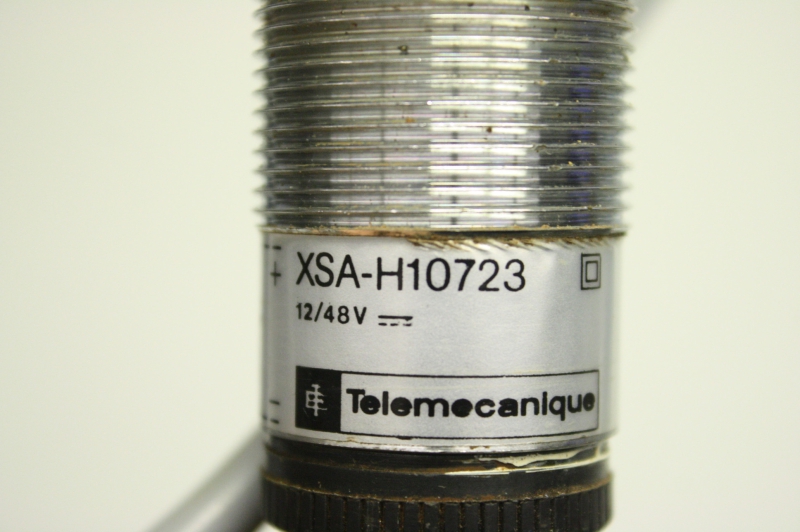 XSA-H10723
+
12/48V
-
Telemecanique